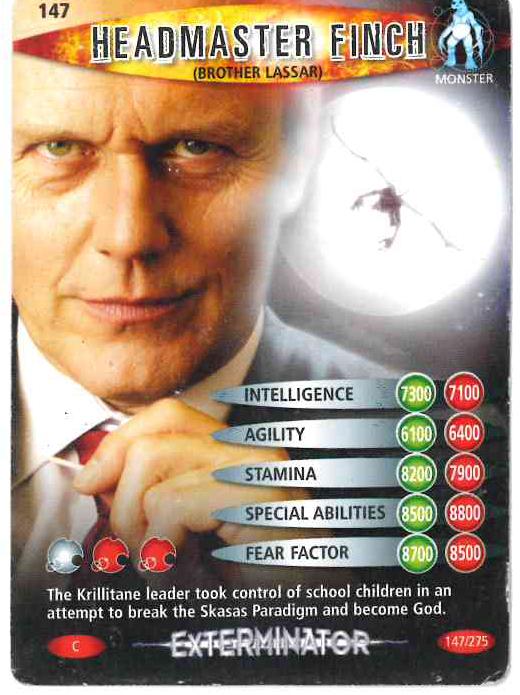 147
HEADMASTER FINCH
(BROTHER LASSAR)
MONSTER
INTELLIGENCE 7300 7100
AGILITY 6100 6400
STAMINA 8200 7900
SPECIAL ABILITIES 8500 8800
FEAR FACTOR 8700 8500
The Krillitane leader took control of school children in an
attempt to break the Skasas Paradigm and become God.
C EXTERMINATOR 147/275